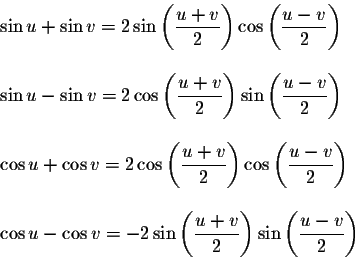 sin u + sin v = 2 sin ((u + v)/2) cos ((u − v)/2)
sin u − sin v = 2 cos ((u + v)/2) sin ((u − v)/2)
cos u + cos v = 2 cos ((u + v)/2) cos ((u − v)/2)
cos u − cos v = −2 sin ((u + v)/2) sin ((u − v)/2)